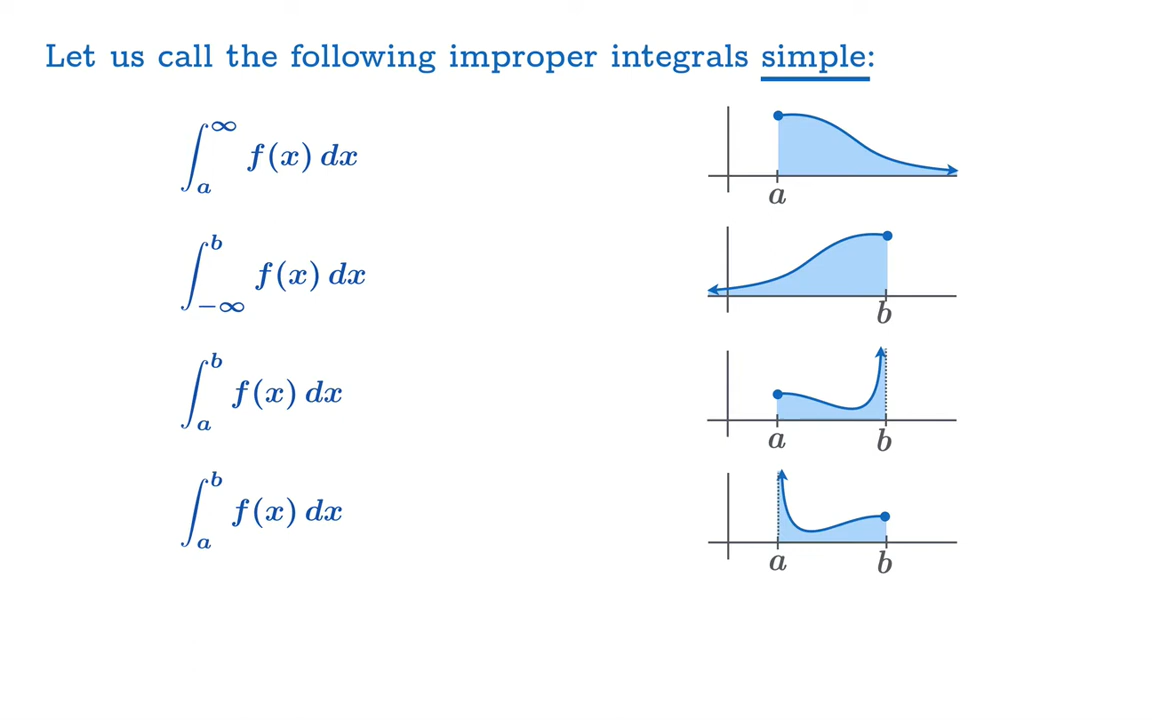 Let us call the following improper integrals simple:
∫_a^∞ f(x) dx
a
∫_{-∞}^b f(x) dx
b
∫_a^b f(x) dx
a b
∫_a^b f(x) dx
a b